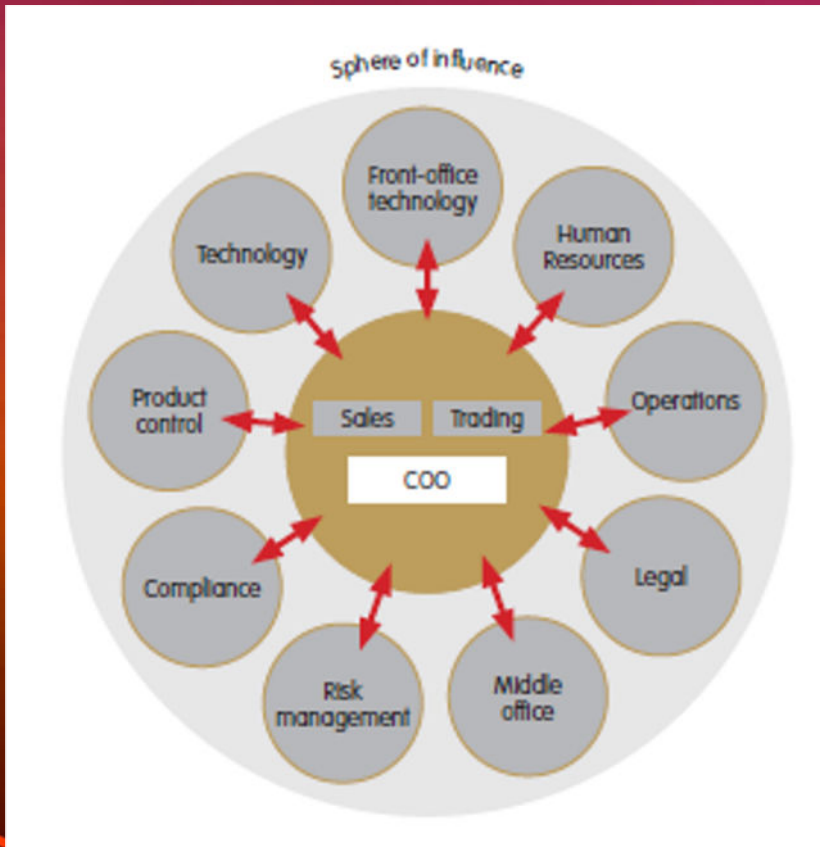 Sphere of influence
Front-office
technology
Human
Resources
Technology
Operations
Product
control
Sales
Trading
COO
Legal
Compliance
Middle
office
Risk
management